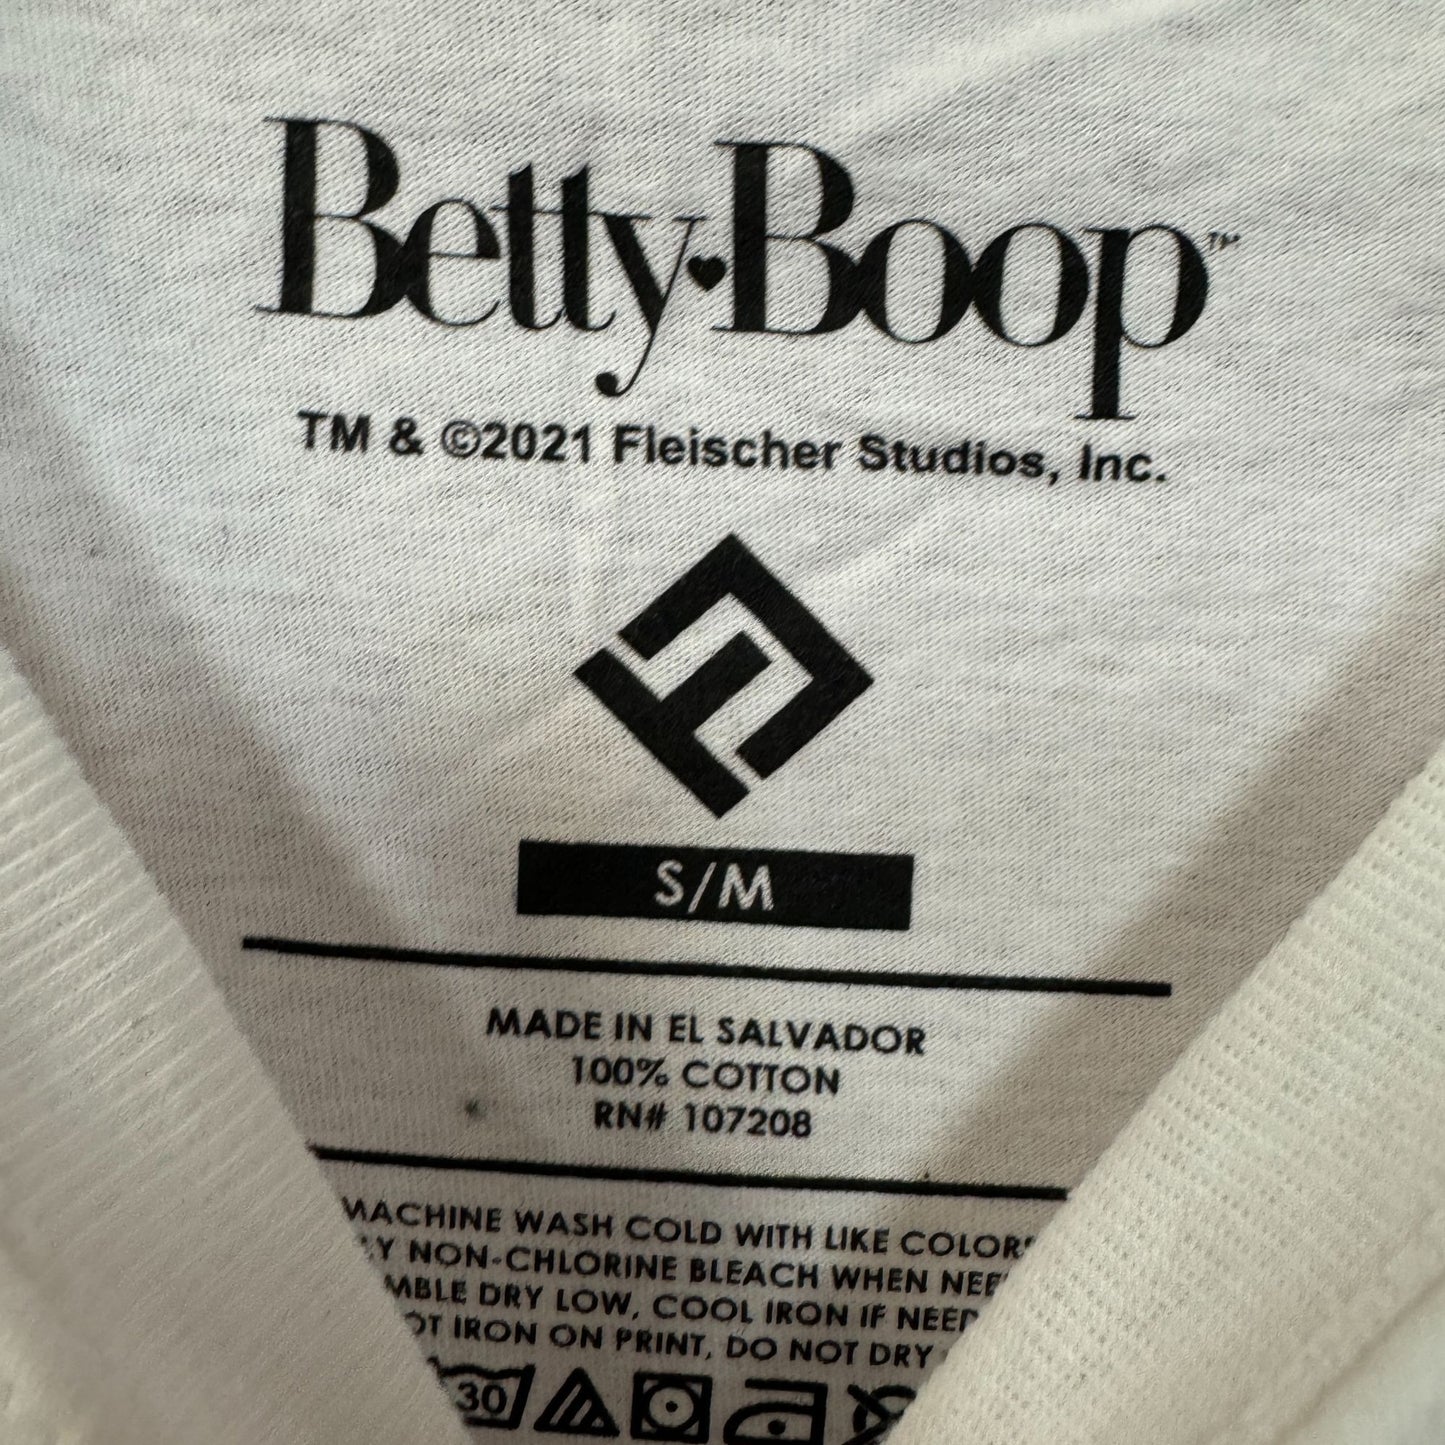 Betty Boop™
TM & ©2021 Fleischer Studios, Inc.
S/M
MADE IN EL SALVADOR
100% COTTON
RN# 107208
MACHINE WASH COLD WITH LIKE
NON-CHLORINE BLEACH WHEN
DRY LOW, COOL IRON IF
IRON ON PRINT, DO NOT DRY
30